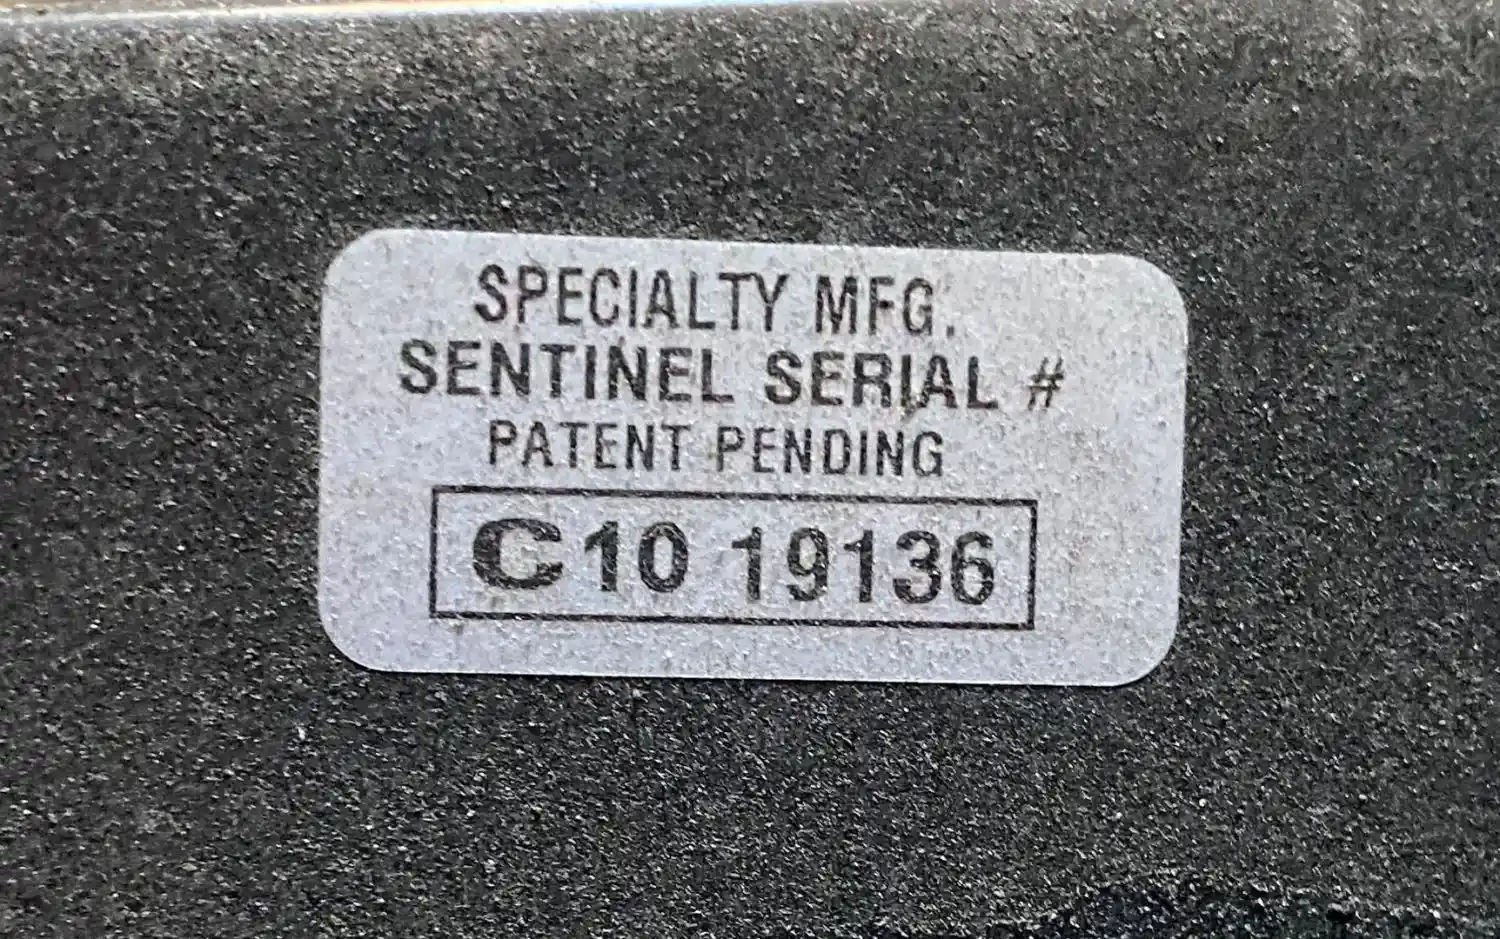 SPECIALTY MFG.
SENTINEL SERIAL #
PATENT PENDING
C10 19136